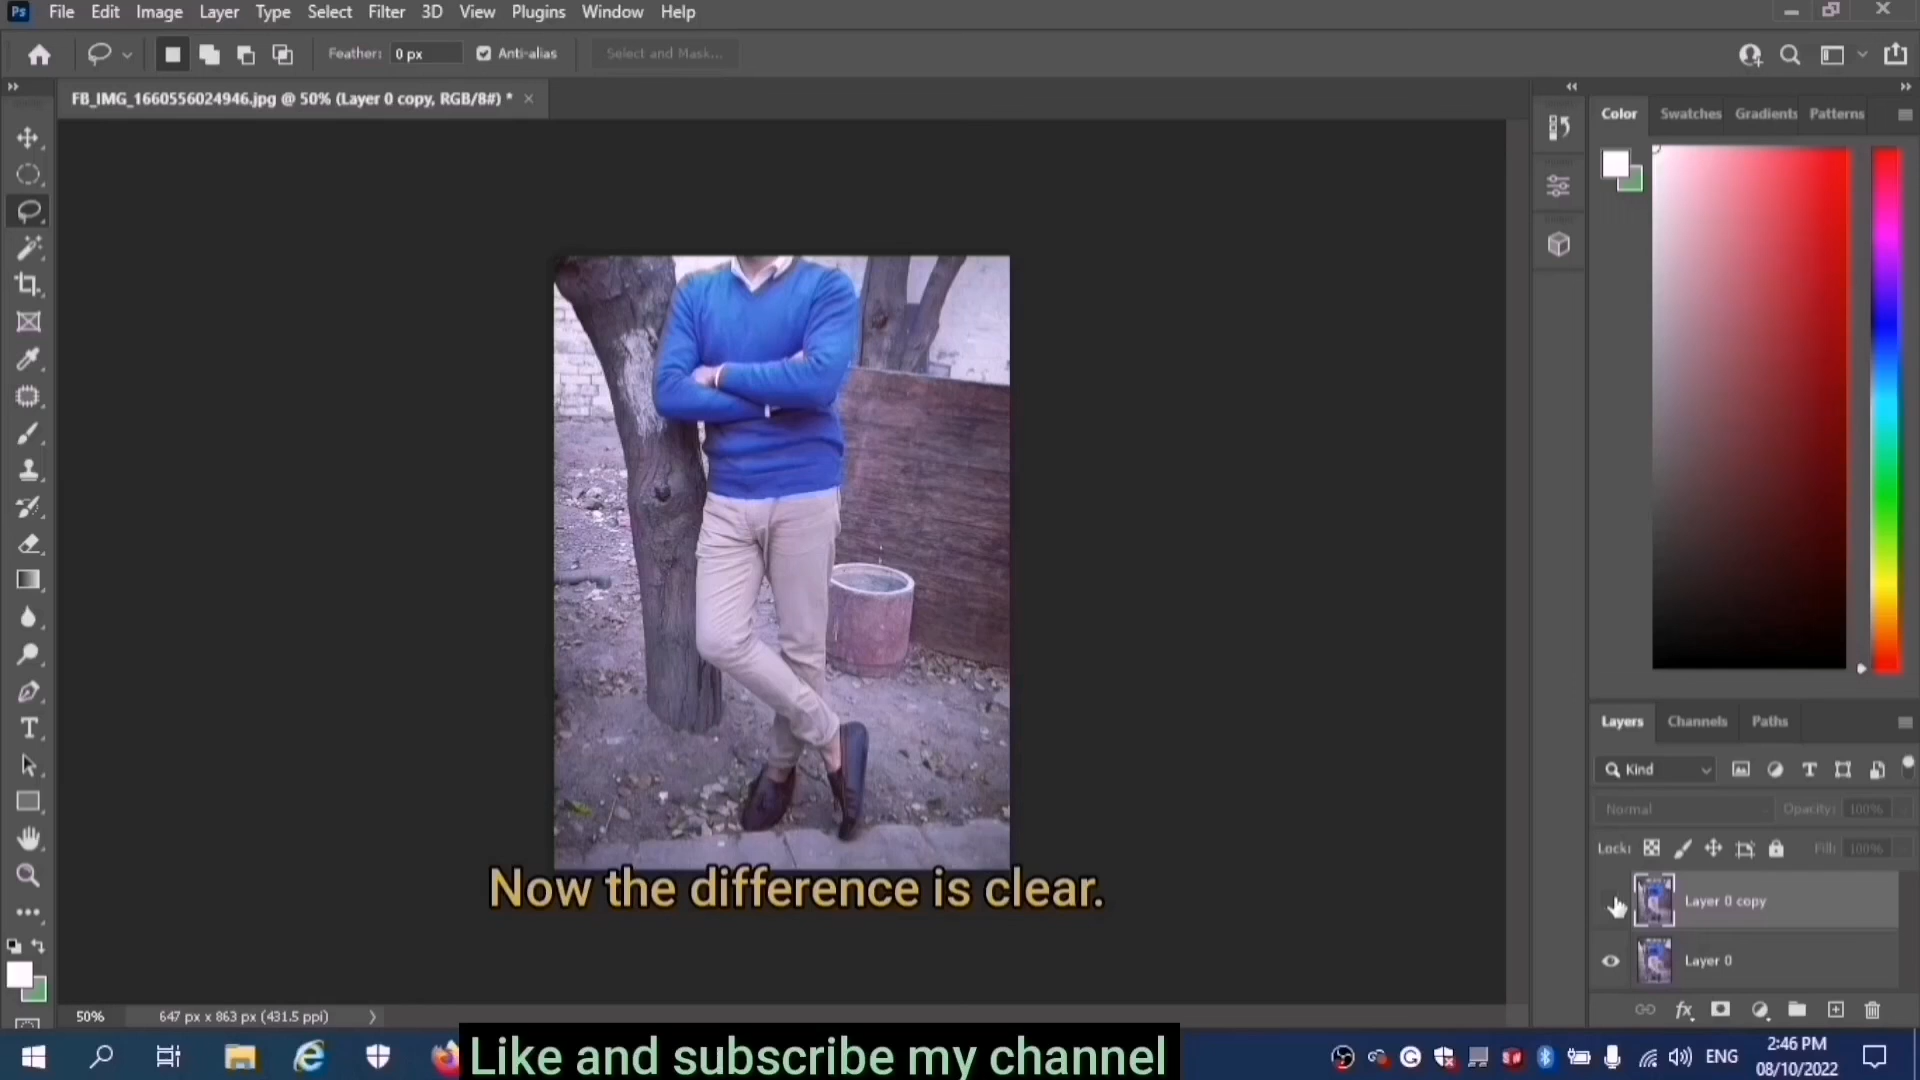 Ps File Edit Image Layer Type Select Filter 3D View Plugins Window Help
Feather: 0 px Anti-alias Select and Mask...
FB_IMG_1660556024946.jpg @ 50% (Layer 0 copy, RGB/8#) * ×
Color Swatches Gradients Patterns
Layers Channels Paths
Kind
Normal Opacity: 100%
Lock: Fill: 100%
Layer 0 copy
Layer 0
Now the difference is clear.
50% 647 px x 863 px (431.5 ppi)
Like and subscribe my channel
ENG
2:46 PM
08/10/2022